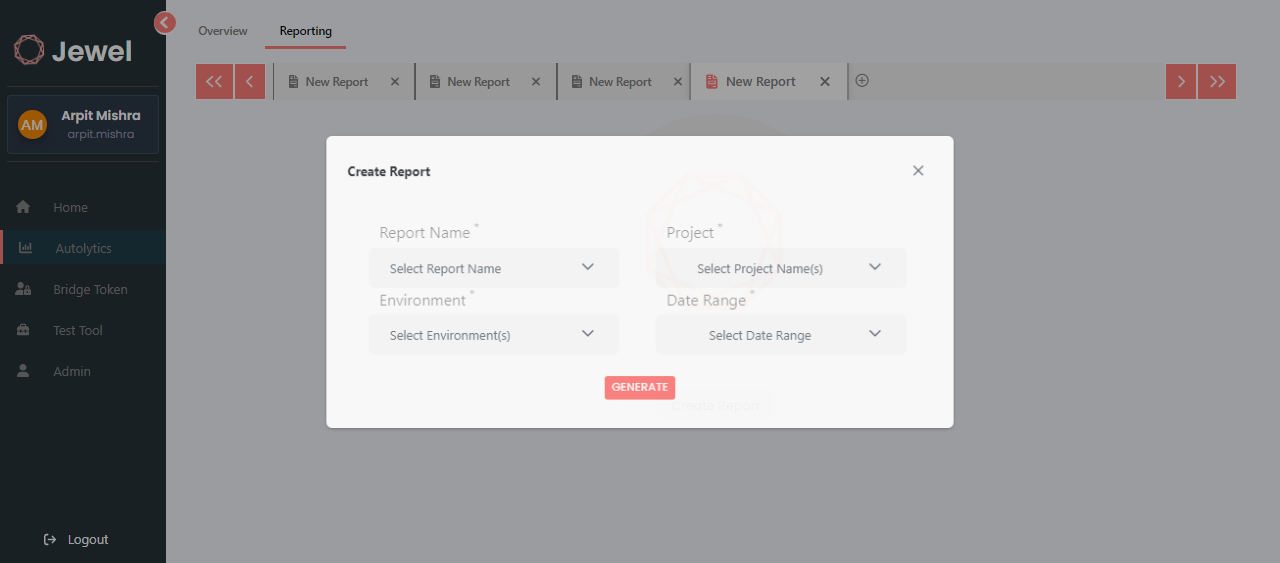 Jewel
AM
Arpit Mishra
arpit.mishra
Home
Autolytics
Bridge Token
Test Tool
Admin
Logout
Overview
Reporting
New Report
New Report
New Report
New Report
Create Report
Report Name *
Select Report Name
Project *
Select Project Name(s)
Environment *
Select Environment(s)
Date Range *
Select Date Range
GENERATE
Create Report